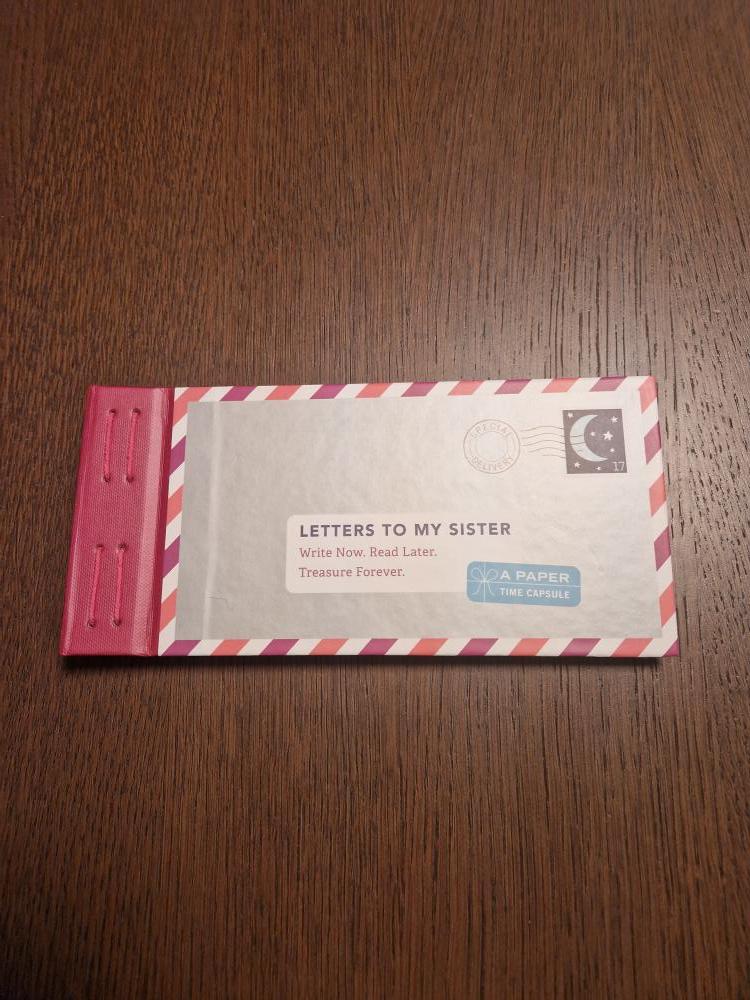 SPECIAL
DELIVERY
17
LETTERS TO MY SISTER
Write Now. Read Later.
Treasure Forever.
A PAPER
TIME CAPSULE